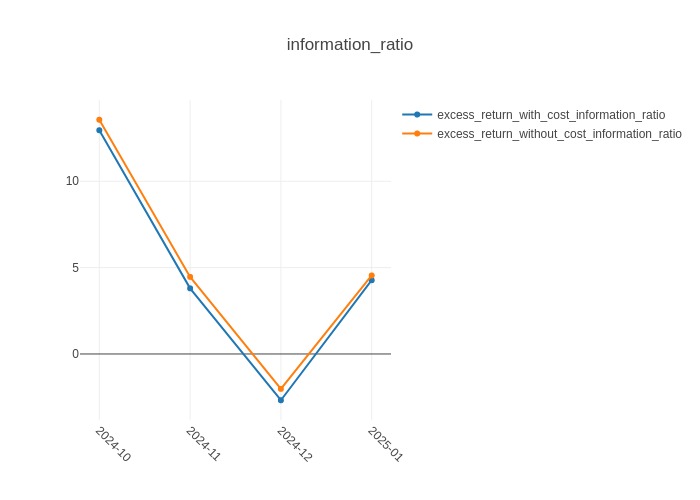 information_ratio
excess_return_with_cost_information_ratio
excess_return_without_cost_information_ratio
10
5
0
2024-10
2024-11
2024-12
2025-01